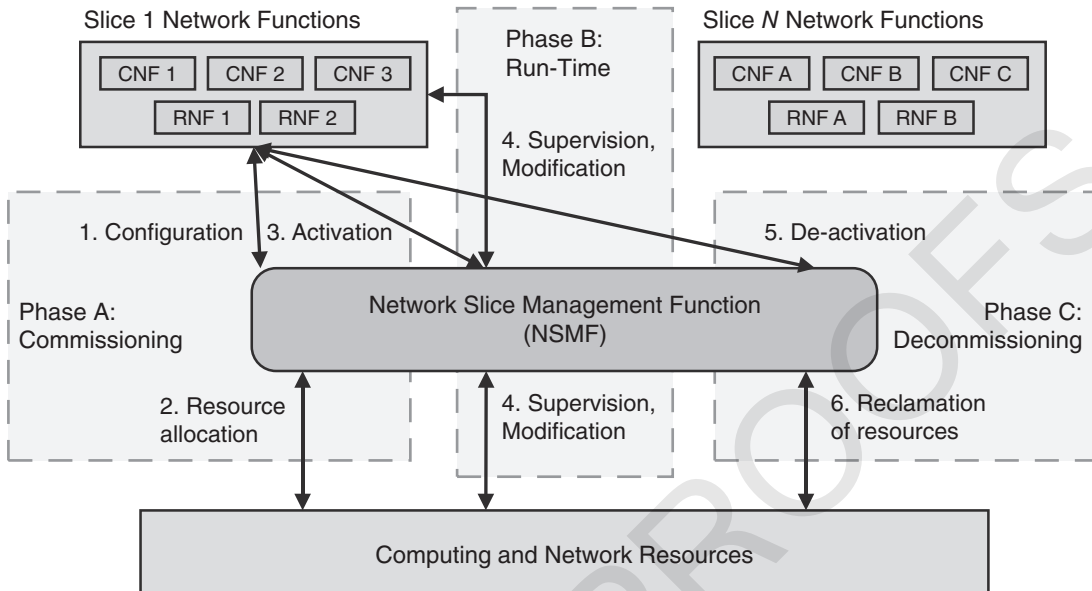 Slice 1 Network Functions
CNF 1
CNF 2
CNF 3
RNF 1
RNF 2
Phase B:
Run-Time
Slice N Network Functions
CNF A
CNF B
CNF C
RNF A
RNF B
4. Supervision,
Modification
1. Configuration
3. Activation
5. De-activation
Phase A:
Commissioning
Network Slice Management Function
(NSMF)
Phase C:
Decommissioning
2. Resource
allocation
4. Supervision,
Modification
6. Reclamation
of resources
Computing and Network Resources
PROOFS